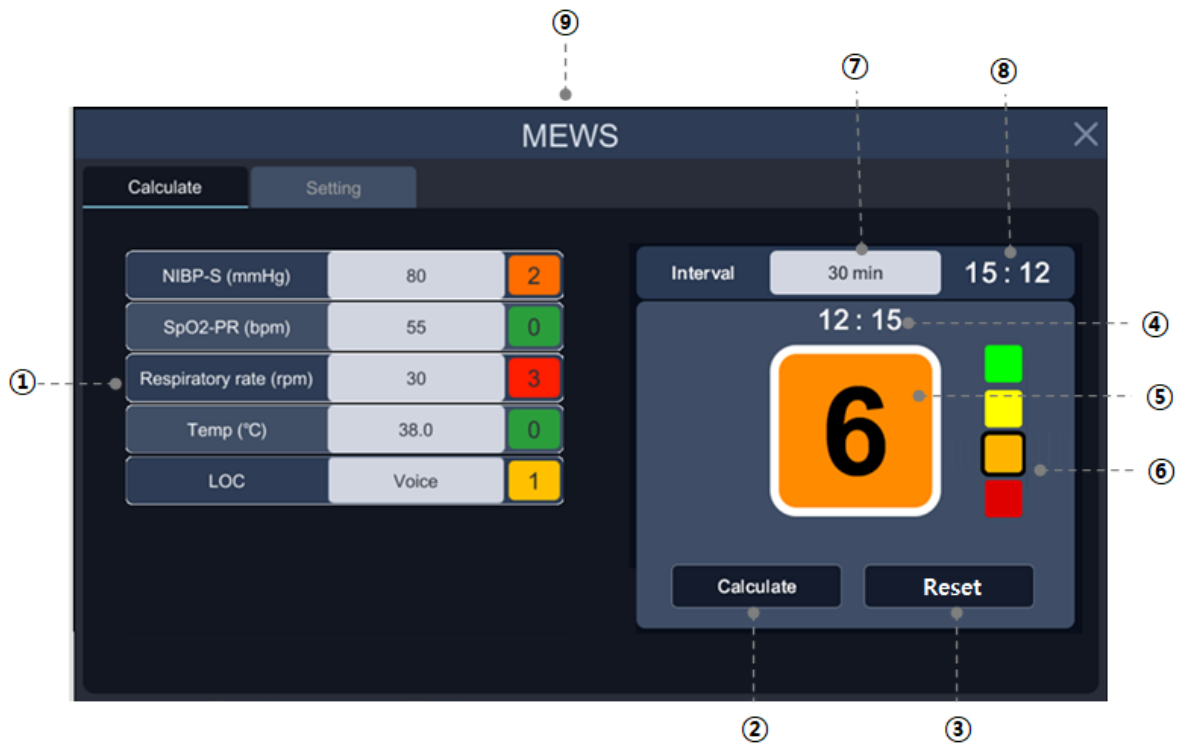 ⑨
⑦ ⑧
MEWS
Calculate Setting
NIBP-S (mmHg) 80 2
Interval 30 min 15 : 12
SpO2-PR (bpm) 55 0
12 : 15
④
① Respiratory rate (rpm) 30 3
6
⑤
Temp (°C) 38.0 0
LOC Voice 1
⑥
Calculate Reset
② ③